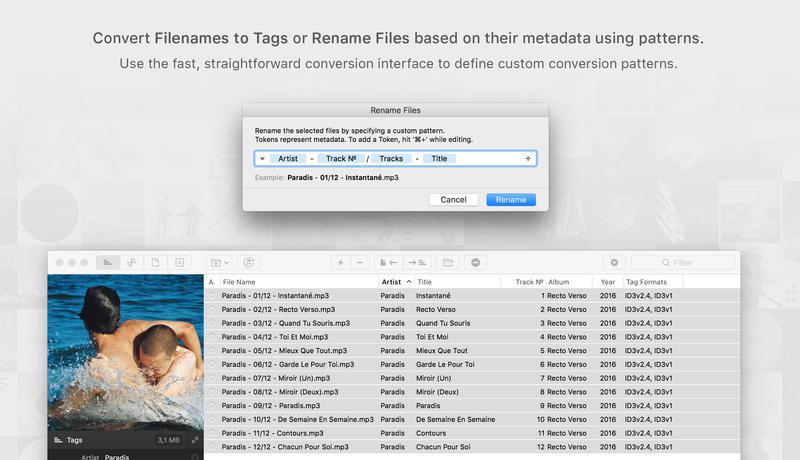 Convert Filenames to Tags or Rename Files based on their metadata using patterns.
Use the fast, straightforward conversion interface to define custom conversion patterns.
Rename Files
Rename the selected files by specifying a custom pattern.
Tokens represent metadata. To add a Token, hit '⌘+' while editing.
Artist - Track № / Tracks - Title +
Example: Paradis - 01/12 - Instantané.mp3
Cancel Rename
Filter
A. File Name Artist Title Track № Album Year Tag Formats
Paradis - 01/12 - Instantané.mp3 Paradis Instantané 1 Recto Verso 2016 ID3v2.4, ID3v1
Paradis - 02/12 - Recto Verso.mp3 Paradis Recto Verso 2 Recto Verso 2016 ID3v2.4, ID3v1
Paradis - 03/12 - Quand Tu Souris.mp3 Paradis Quand Tu Souris 3 Recto Verso 2016 ID3v2.4, ID3v1
Paradis - 04/12 - Toi Et Moi.mp3 Paradis Toi Et Moi 4 Recto Verso 2016 ID3v2.4, ID3v1
Paradis - 05/12 - Mieux Que Tout.mp3 Paradis Mieux Que Tout 5 Recto Verso 2016 ID3v2.4, ID3v1
Paradis - 06/12 - Garde Le Pour Toi.mp3 Paradis Garde Le Pour Toi 6 Recto Verso 2016 ID3v2.4, ID3v1
Paradis - 07/12 - Miroir (Un).mp3 Paradis Miroir (Un) 7 Recto Verso 2016 ID3v2.4, ID3v1
Paradis - 08/12 - Miroir (Deux).mp3 Paradis Miroir (Deux) 8 Recto Verso 2016 ID3v2.4, ID3v1
Paradis - 09/12 - Paradis.mp3 Paradis Paradis 9 Recto Verso 2016 ID3v2.4, ID3v1
Paradis - 10/12 - De Semaine En Semaine.mp3 Paradis De Semaine En Semaine 10 Recto Verso 2016 ID3v2.4, ID3v1
Paradis - 11/12 - Contours.mp3 Paradis Contours 11 Recto Verso 2016 ID3v2.4, ID3v1
Paradis - 12/12 - Chacun Pour Soi.mp3 Paradis Chacun Pour Soi 12 Recto Verso 2016 ID3v2.4, ID3v1
Tags 3,1 MB
Artist Paradis